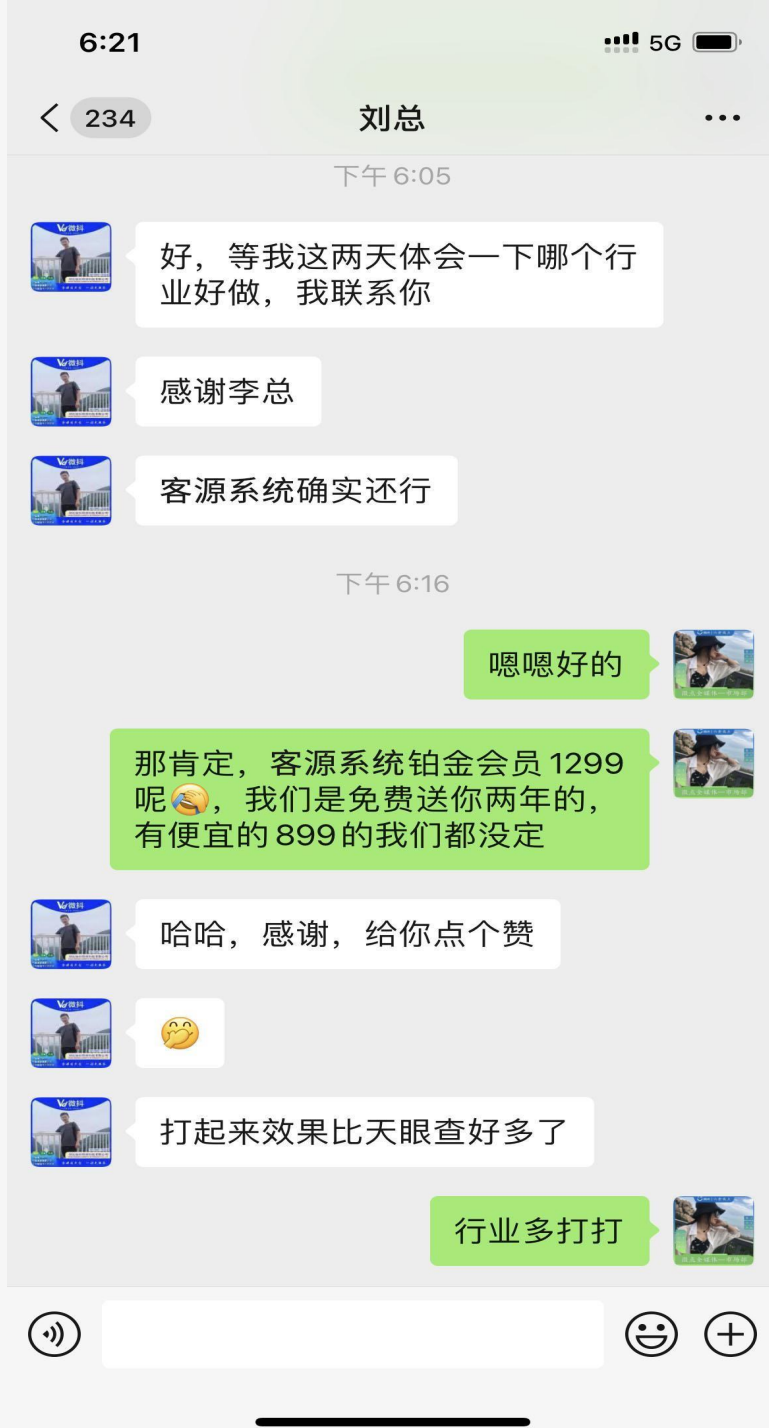 6:21
5G
234
刘总
下午 6:05
好，等我这两天体会一下哪个行
业好做，我联系你
感谢李总
客源系统确实还行
下午 6:16
嗯嗯好的
那肯定，客源系统铂金会员1299
呢🤣，我们是免费送你两年的，
有便宜的899的我们都没定
哈哈，感谢，给你点个赞
🤭
打起来效果比天眼查好多了
行业多打打